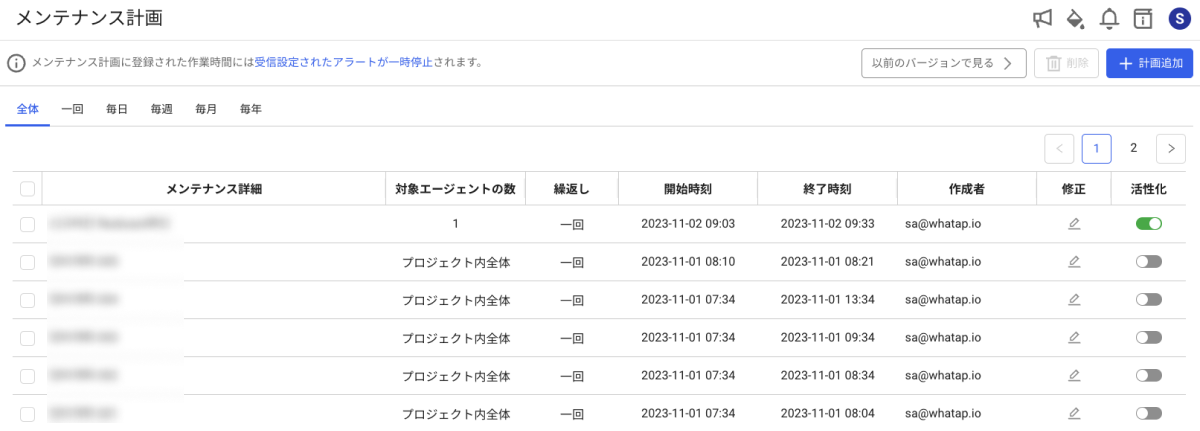 メンテナンス計画
S
メンテナンス計画に登録された作業時間には受信設定されたアラートが一時停止されます。
以前のバージョンで見る
削除
計画追加
全体 一回 毎日 毎週 毎月 毎年
1 2
メンテナンス詳細 対象エージェントの数 繰返し 開始時刻 終了時刻 作成者 修正 活性化
1 一回 2023-11-02 09:03 2023-11-02 09:33 sa@whatap.io
プロジェクト内全体 一回 2023-11-01 08:10 2023-11-01 08:21 sa@whatap.io
プロジェクト内全体 一回 2023-11-01 07:34 2023-11-01 13:34 sa@whatap.io
プロジェクト内全体 一回 2023-11-01 07:34 2023-11-01 09:34 sa@whatap.io
プロジェクト内全体 一回 2023-11-01 07:34 2023-11-01 08:34 sa@whatap.io
プロジェクト内全体 一回 2023-11-01 07:34 2023-11-01 08:04 sa@whatap.io